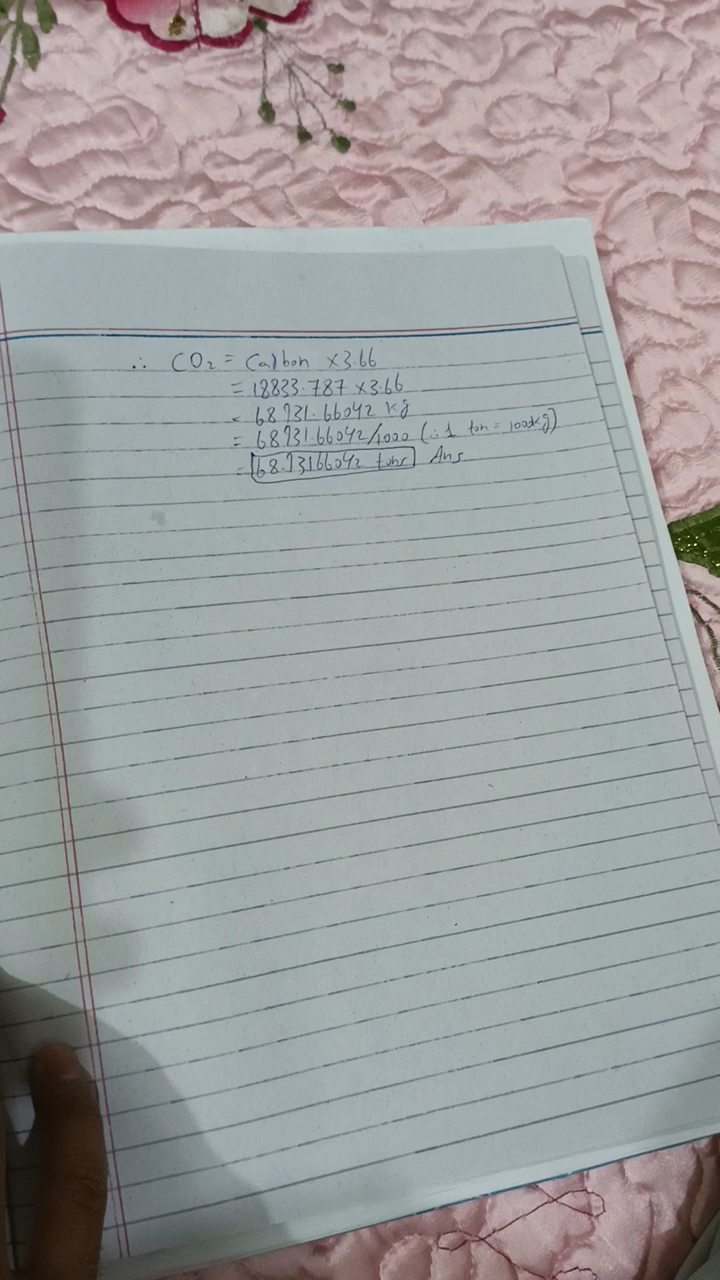 ∴ CO₂ = Carbon ×3.66
= 18833.787 ×3.66
= 68931.66042 kg
= 68931.66042/1000 (∵ 1 ton = 1000kg)
= 68.93166042 tons Ans